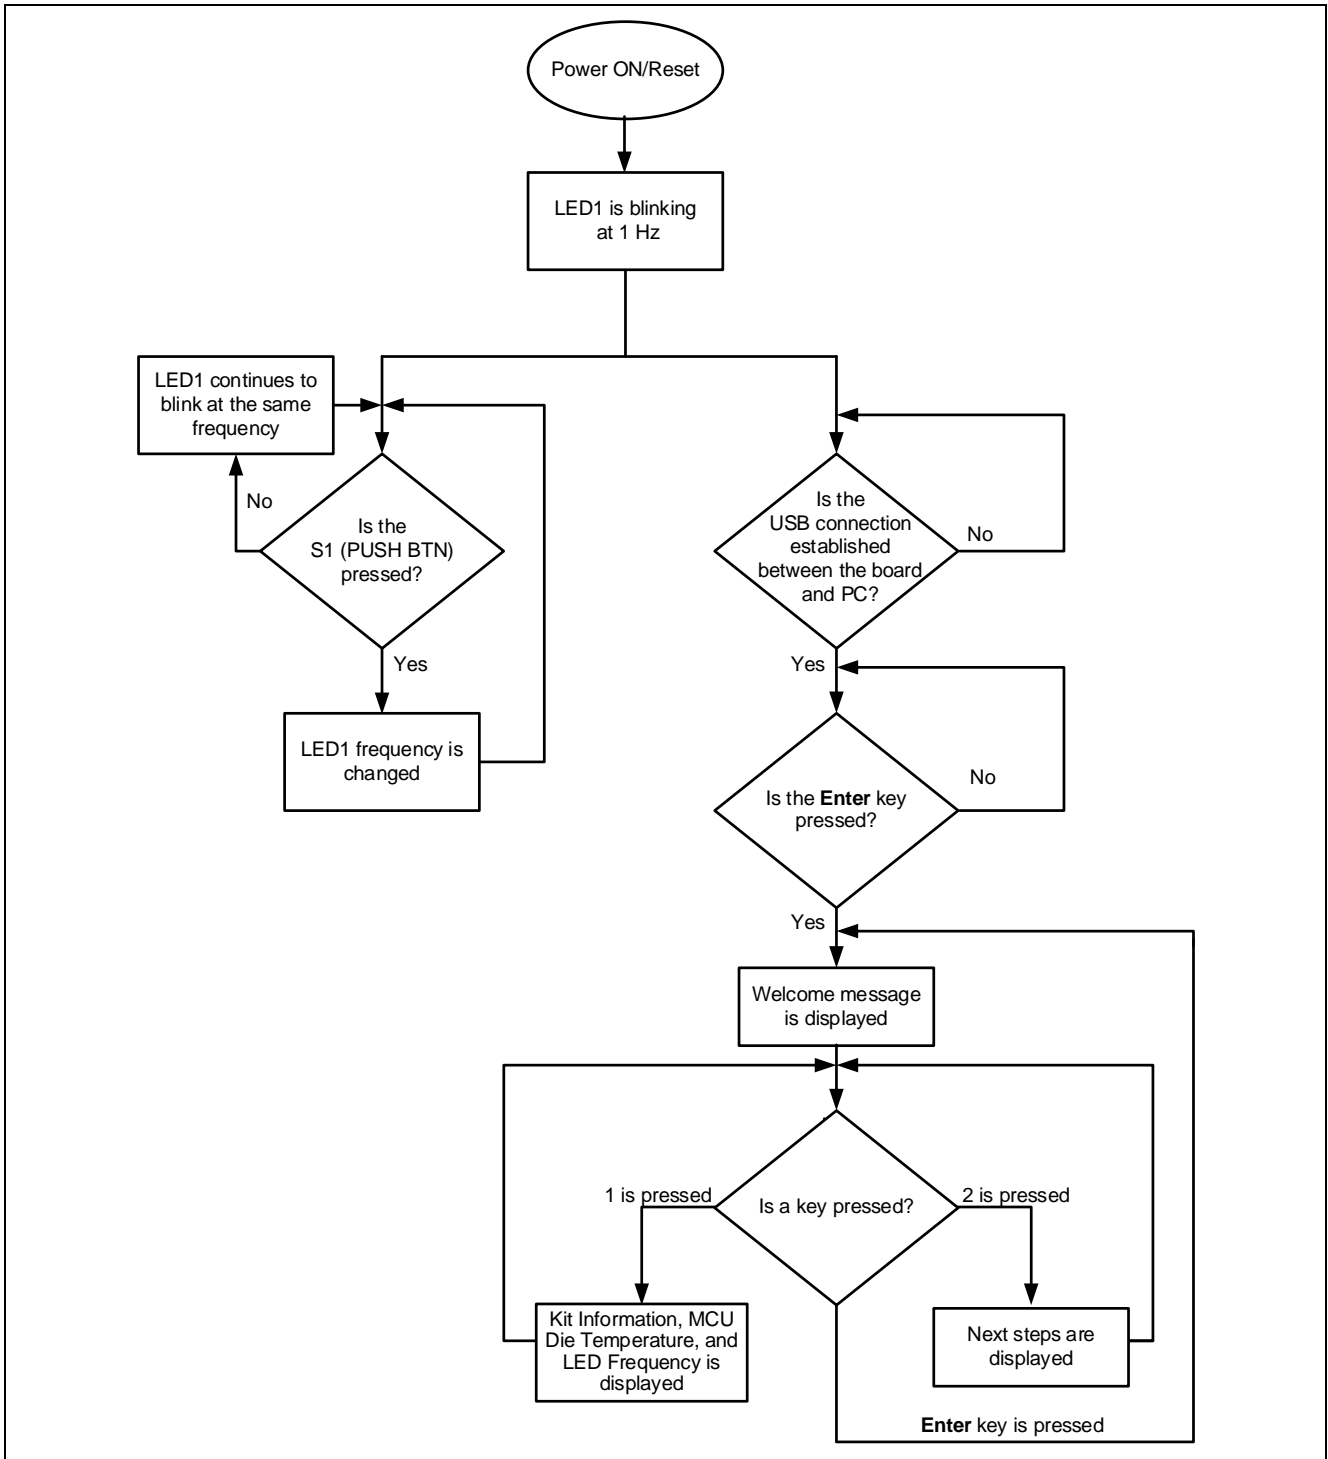 Power ON/Reset
LED1 is blinking
at 1 Hz
LED1 continues to
blink at the same
frequency
No
Is the
S1 (PUSH BTN)
pressed?
Yes
LED1 frequency is
changed
Is the
USB connection
established
between the board
and PC?
No
Yes
Is the Enter key
pressed?
No
Yes
Welcome message
is displayed
Is a key pressed?
1 is pressed
2 is pressed
Kit Information, MCU
Die Temperature, and
LED Frequency is
displayed
Next steps are
displayed
Enter key is pressed